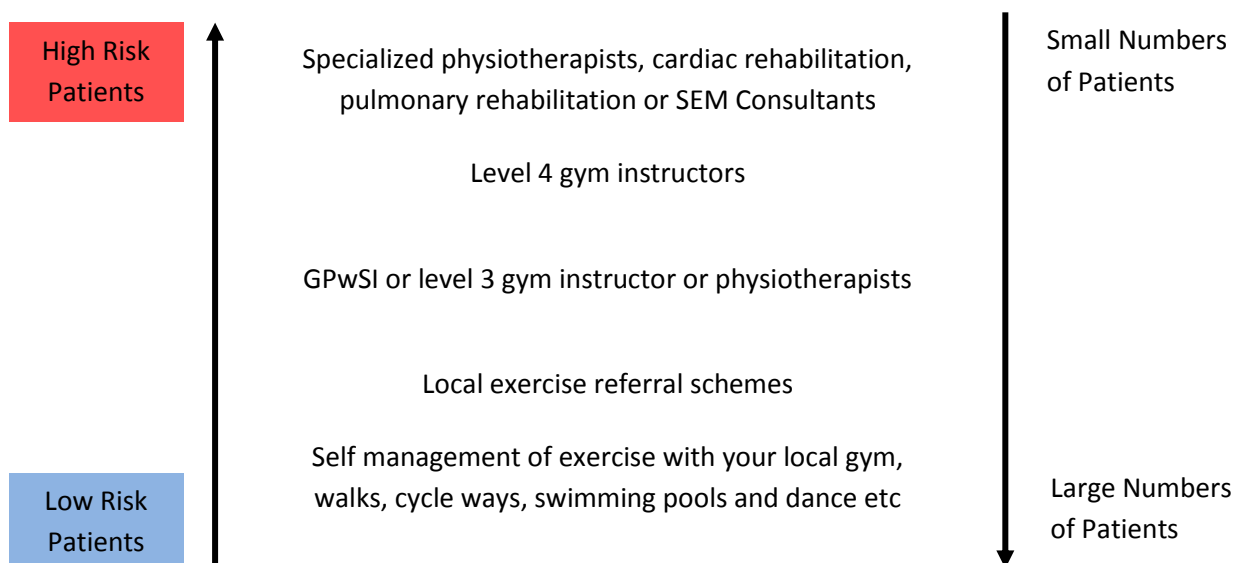 High Risk
Patients
Specialized physiotherapists, cardiac rehabilitation,
pulmonary rehabilitation or SEM Consultants
Small Numbers
of Patients
Level 4 gym instructors
GPwSI or level 3 gym instructor or physiotherapists
Local exercise referral schemes
Self management of exercise with your local gym,
walks, cycle ways, swimming pools and dance etc
Low Risk
Patients
Large Numbers
of Patients